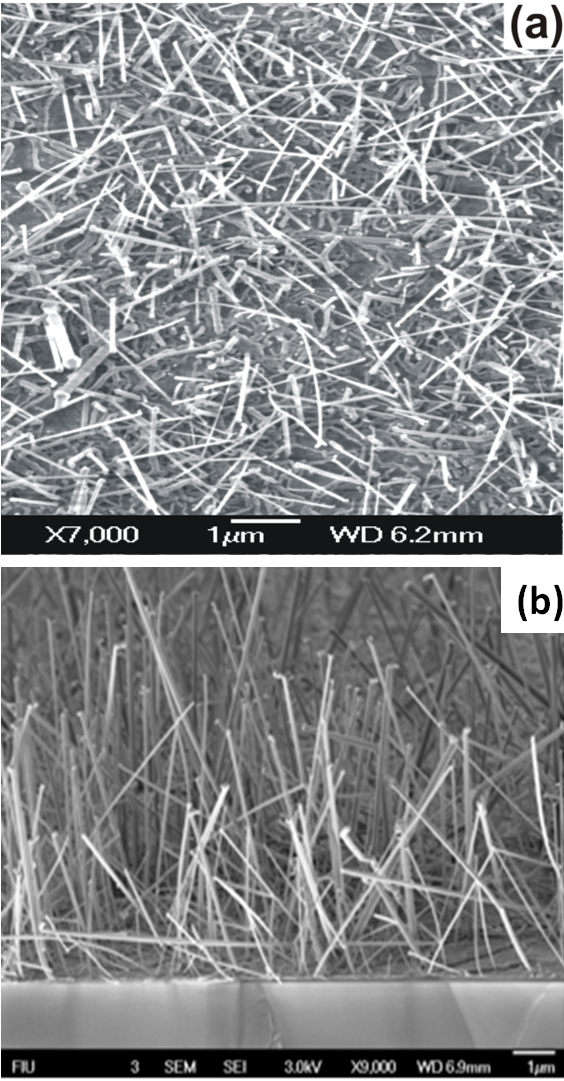 (a)
X7,000 1μm WD 6.2mm
(b)
FIU 3 SEM SEI 3.0kV X9,000 WD 6.9mm 1μm